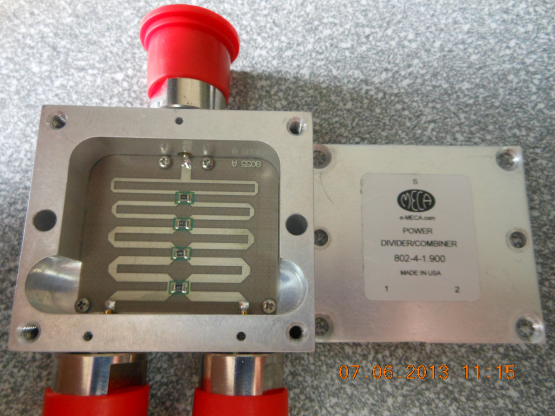 9055 A
S
MECA
e-MECA.com
POWER
DIVIDER/COMBINER
802-4-1.900
MADE IN USA
1 2
07.06.2013 11:15